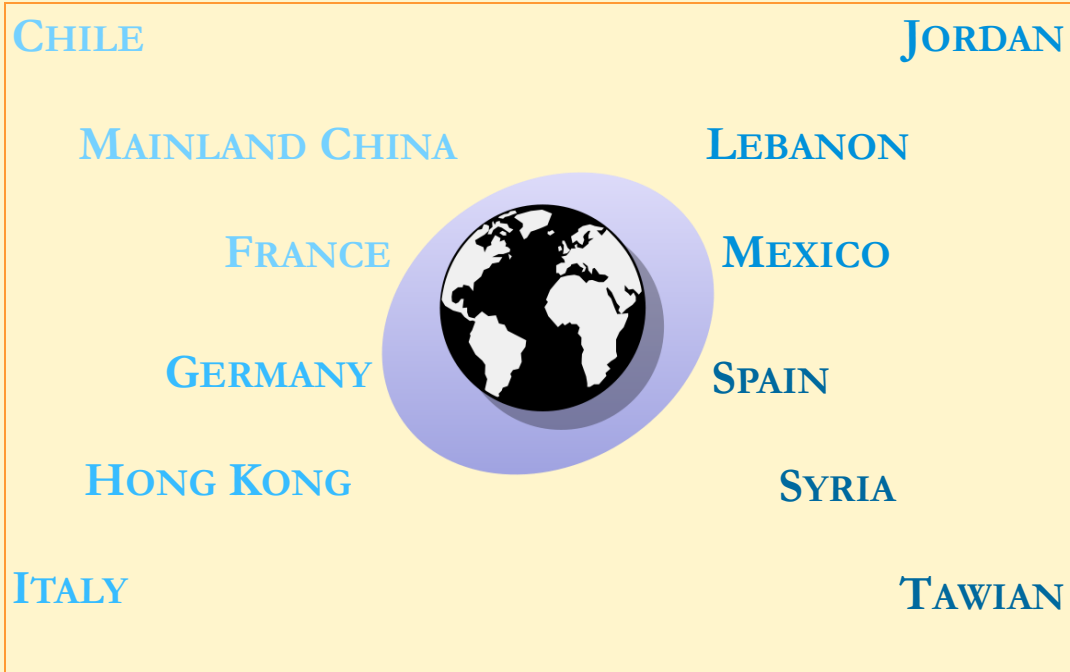 CHILE
MAINLAND CHINA
FRANCE
GERMANY
HONG KONG
ITALY
JORDAN
LEBANON
MEXICO
SPAIN
SYRIA
TAWIAN